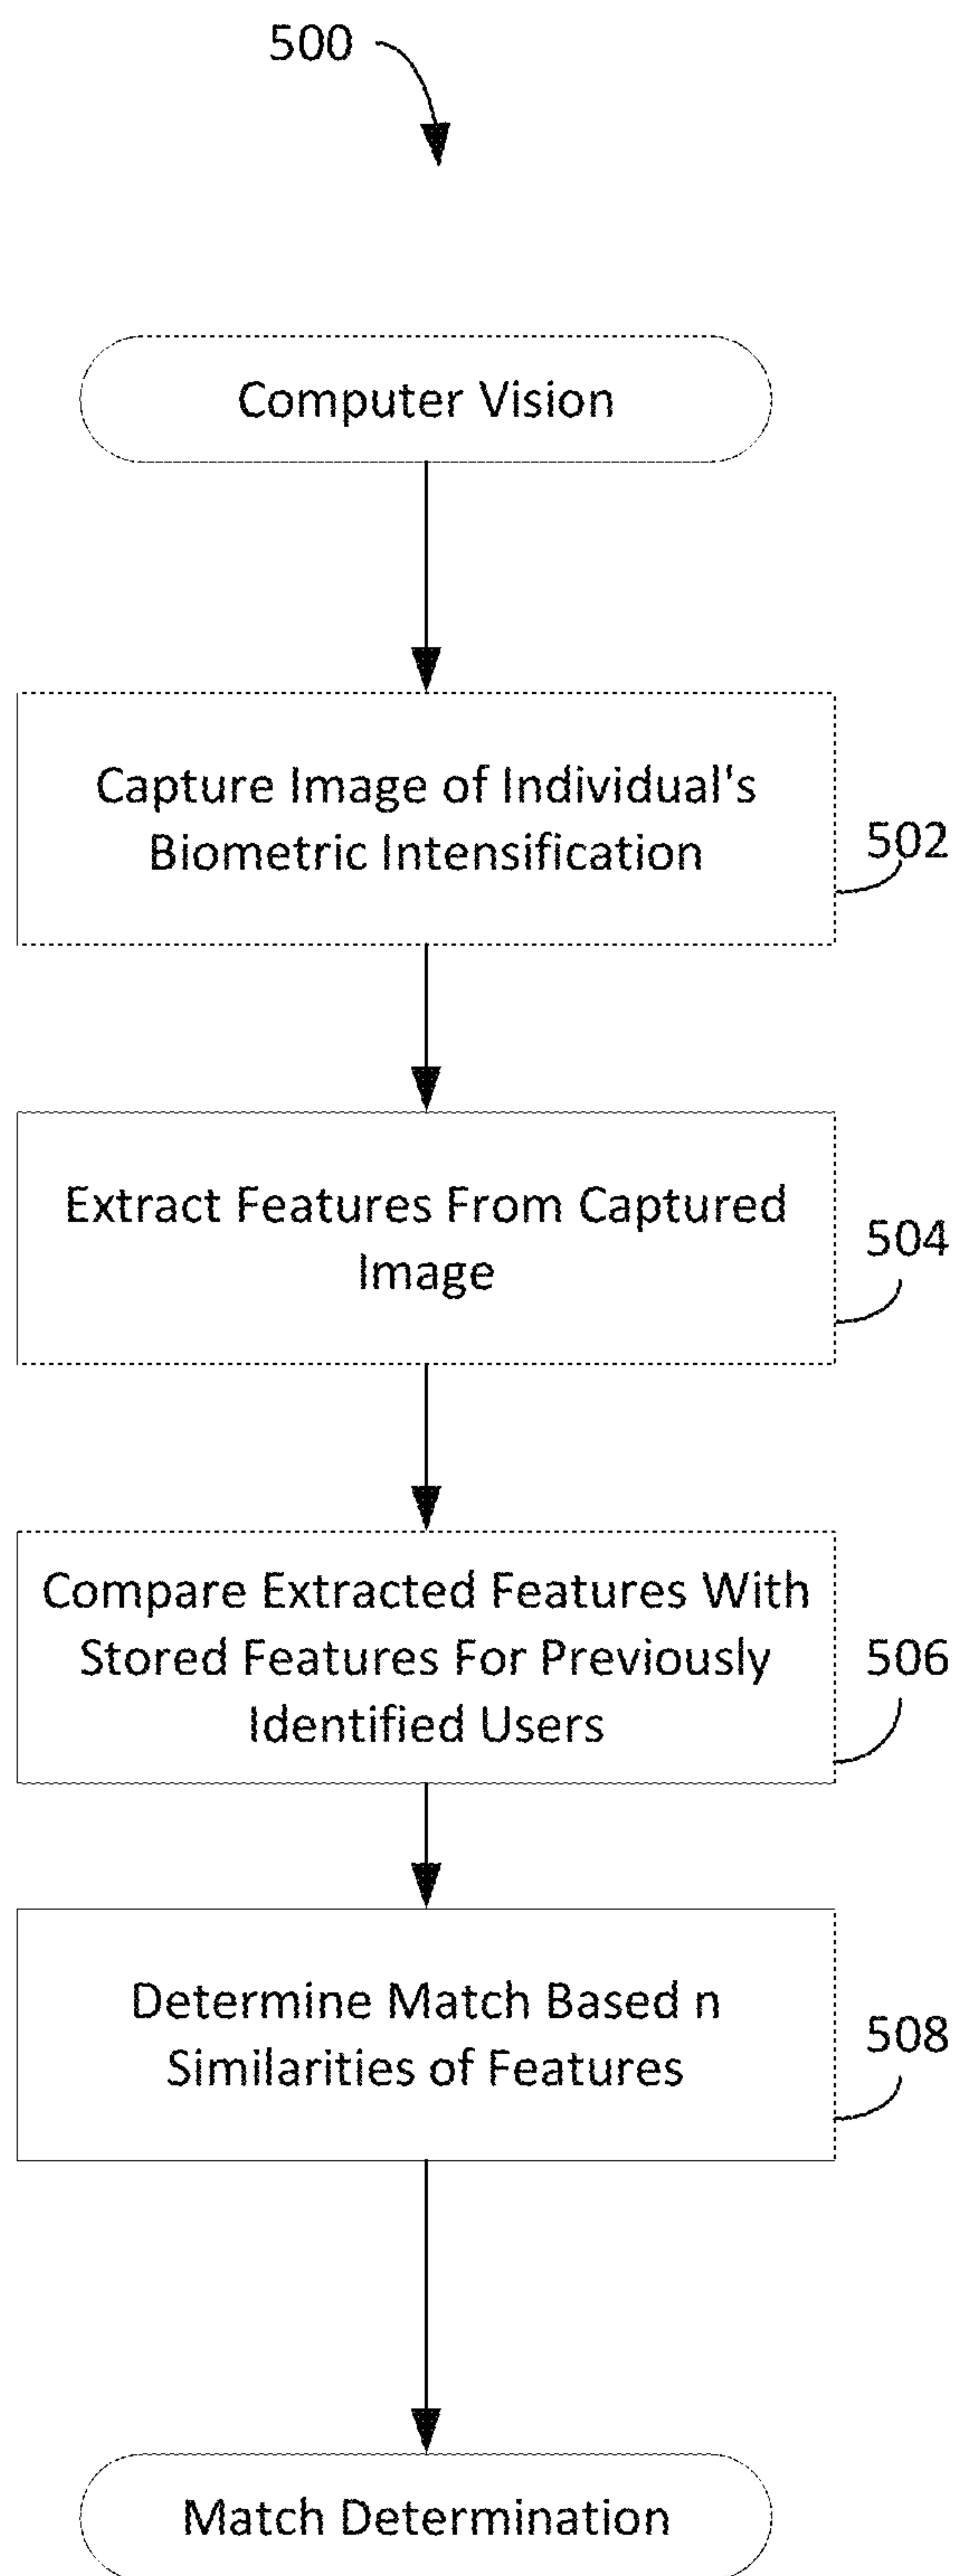 500
Computer Vision
Capture Image of Individual's
Biometric Intensification
502
Extract Features From Captured
Image
504
Compare Extracted Features With
Stored Features For Previously
Identified Users
506
Determine Match Based n
Similarities of Features
508
Match Determination